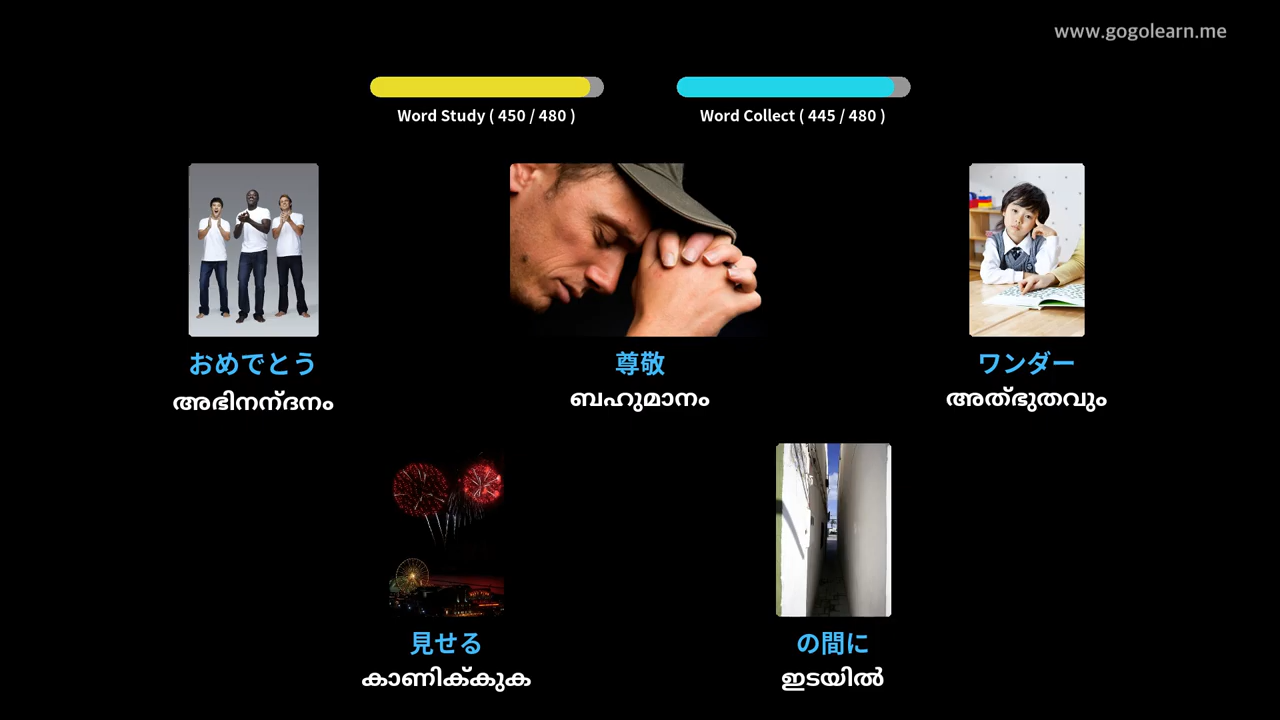 www.gogolearn.me
Word Study ( 450 / 480 )
Word Collect ( 445 / 480 )
おめでとう
അഭിനന്ദനം
尊敬
ബഹുമാനം
ワンダー
അത്ഭുതവും
見せる
കാണിക്കുക
の間に
ഇടയിൽ